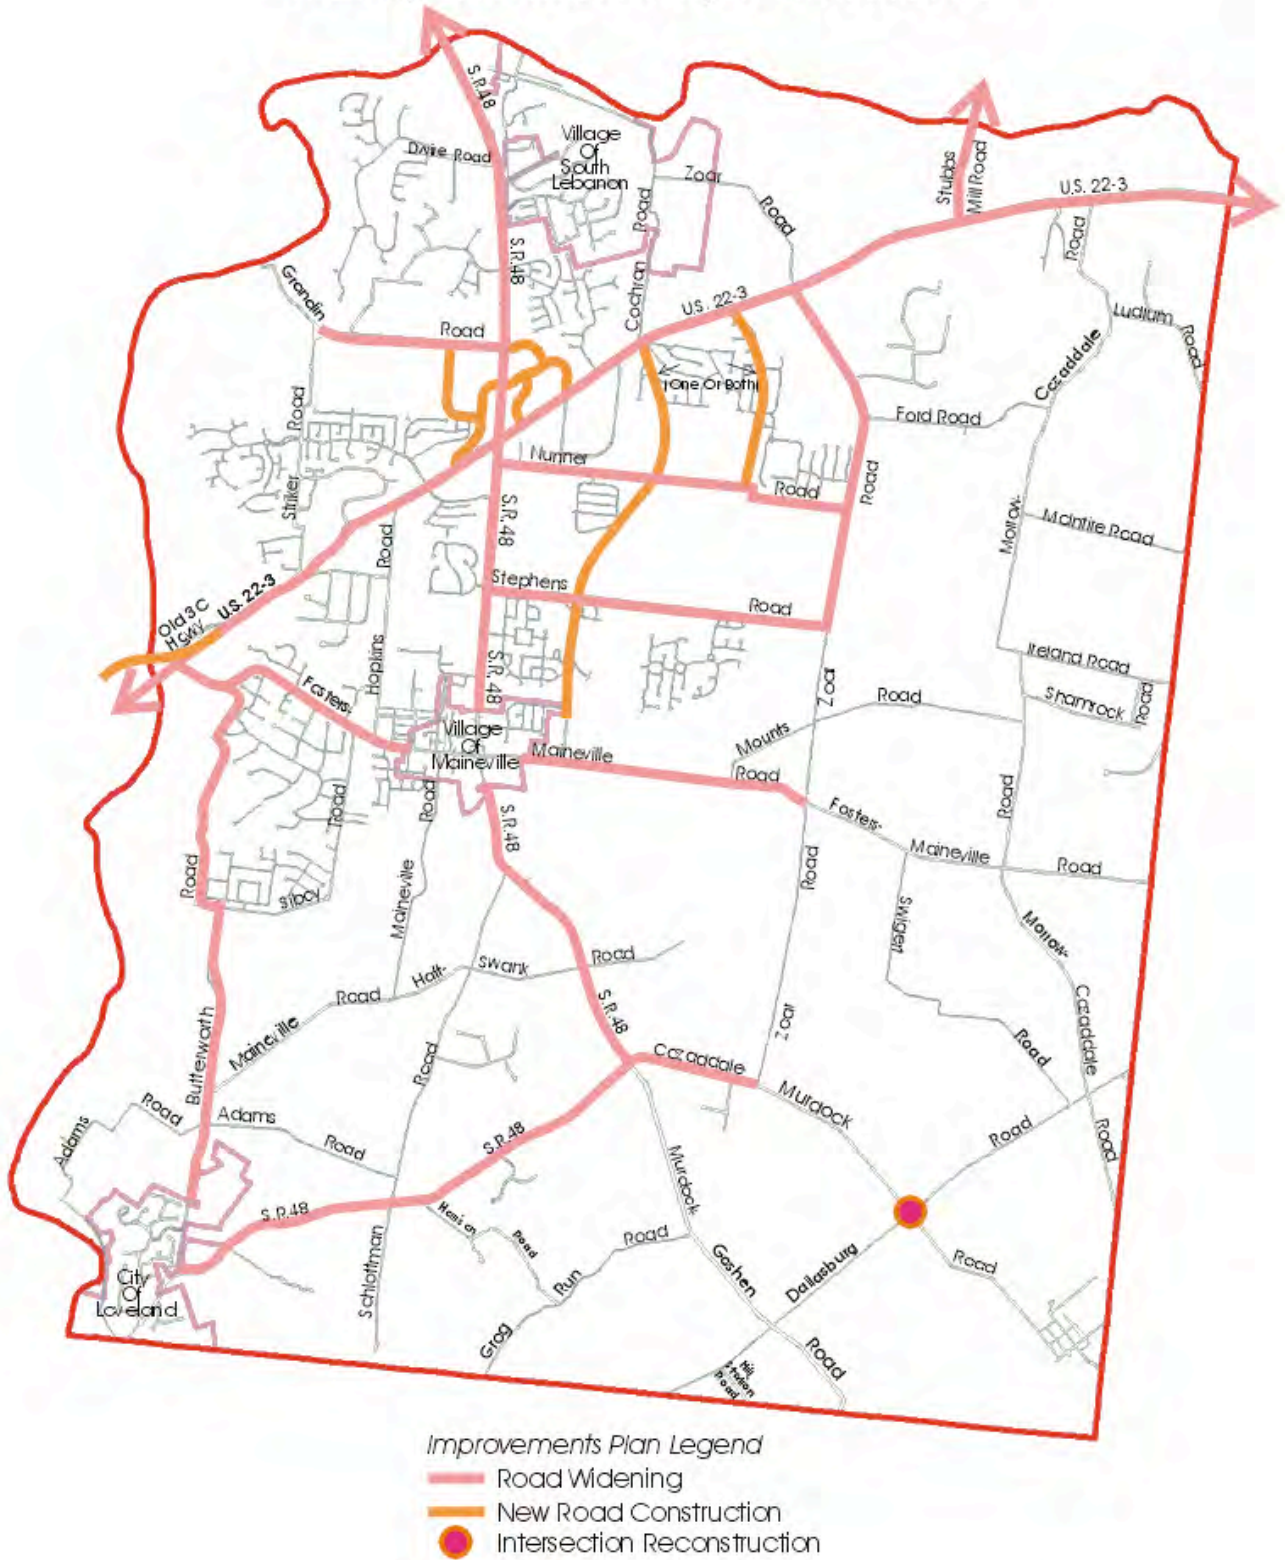 S.R.48
Dwire Road
Village
Of
South
Lebanon
Zoar
Road
Road
Stubbs
Mill Road
U.S. 22-3
Road
S.R.48
Grandin
Road
Cochran
U.S. 22-3
Ludlum
Road
Cozaddale
(One Or Both)
Road
Ford Road
Nunner
Road
Road
Striker
S.R. 48
Road
Morrow-
McIntire Road
Stephens
Road
Old 3 C
Hgwy
U.S. 22-3
Hopkins
Fosters-
S.R. 48
Zoar
Road
Ireland Road
Shamrock
Road
Village
Of
Maineville
Maineville
Mounts
Road
Road
Road
Road
Fosters-
Maineville
Road
S.R.48
Road
Sibcy
Maineville
Road
Swigert
Morrow-
Haft-
Swank
Road
Road
Maineville
S.R.48
Zoar
Cozaddale
Road
Butterworth
Road
Cozaddale
Murdock
Adams
Road
Adams
Road
S.R.48
Road
Road
Murdock
S.R.48
Road
Road
Goshen
Dallasburg
Road
Schlottman
Run
Grog
City
Of
Loveland
Road
Road
Improvements Plan Legend
Road Widening
New Road Construction
Intersection Reconstruction